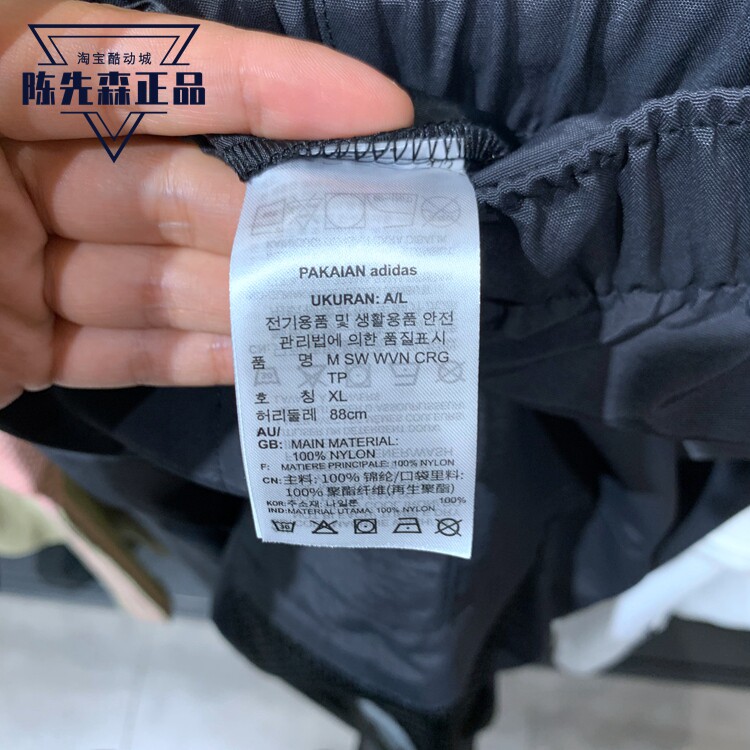 淘宝酷动城
陈先森正品
PAKAIAN adidas
UKURAN: A/L
전기용품 및 생활용품 안전
관리법에 의한 품질표시
품 명 M SW WVN CRG
TP
호 칭 XL
허리둘레 88cm
AU/
GB: MAIN MATERIAL:
100% NYLON
F: MATIERE PRINCIPALE: 100% NYLON
CN: 主料: 100% 锦纶/口袋里料:
100% 聚酯纤维(再生聚酯)
KOR: 주소재: 나일론 100%
IND: MATERIAL UTAMA: 100% NYLON
30